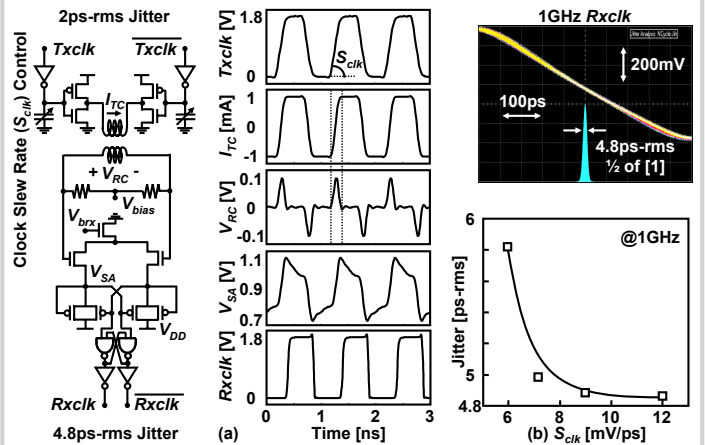 2ps-rms Jitter
Txclk
Txclk
Clock Slew Rate (Sclk) Control
ITC
+ VRC -
Vbias
Vbrx
VSA
VDD
Rxclk
Rxclk
4.8ps-rms Jitter
Txclk [V]
1.8
0
Sclk
ITC [mA]
1
0
-1
VRC [V]
0.1
0
-0.1
VSA [V]
1.1
0.9
0.7
Rxclk [V]
1.8
0
0
1
2
3
(a)
Time [ns]
1GHz Rxclk
200mV
100ps
4.8ps-rms
½ of [1]
@1GHz
Jitter [ps-rms]
6
5
4.8
6
8
10
12
(b) Sclk [mV/ps]